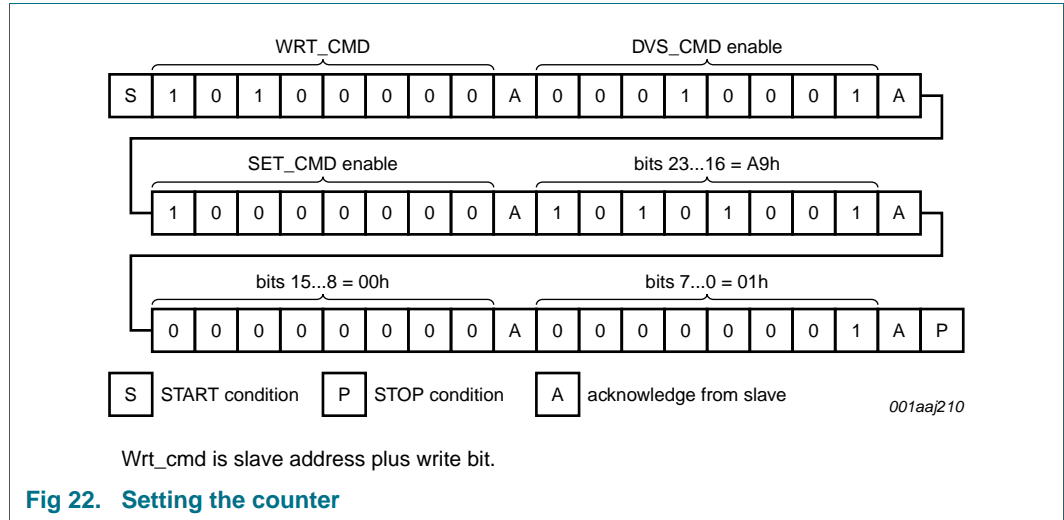 WRT_CMD DVS_CMD enable
S 1 0 1 0 0 0 0 0 A 0 0 0 1 0 0 0 1 A
SET_CMD enable bits 23...16 = A9h
1 0 0 0 0 0 0 0 A 1 0 1 0 1 0 0 1 A
bits 15...8 = 00h bits 7...0 = 01h
0 0 0 0 0 0 0 0 A 0 0 0 0 0 0 0 1 A P
S START condition P STOP condition A acknowledge from slave
001aaj210
Wrt_cmd is slave address plus write bit.
Fig 22. Setting the counter